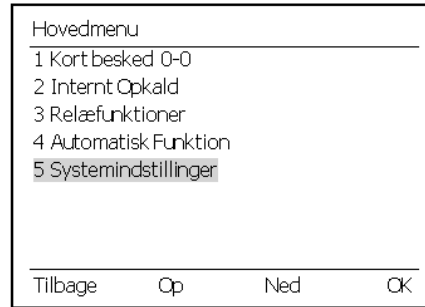 Hovedmenu
1 Kort besked 0-0
2 Internt Opkald
3 Relæfunktioner
4 Automatisk Funktion
5 Systemindstillinger
Tilbage Op Ned OK